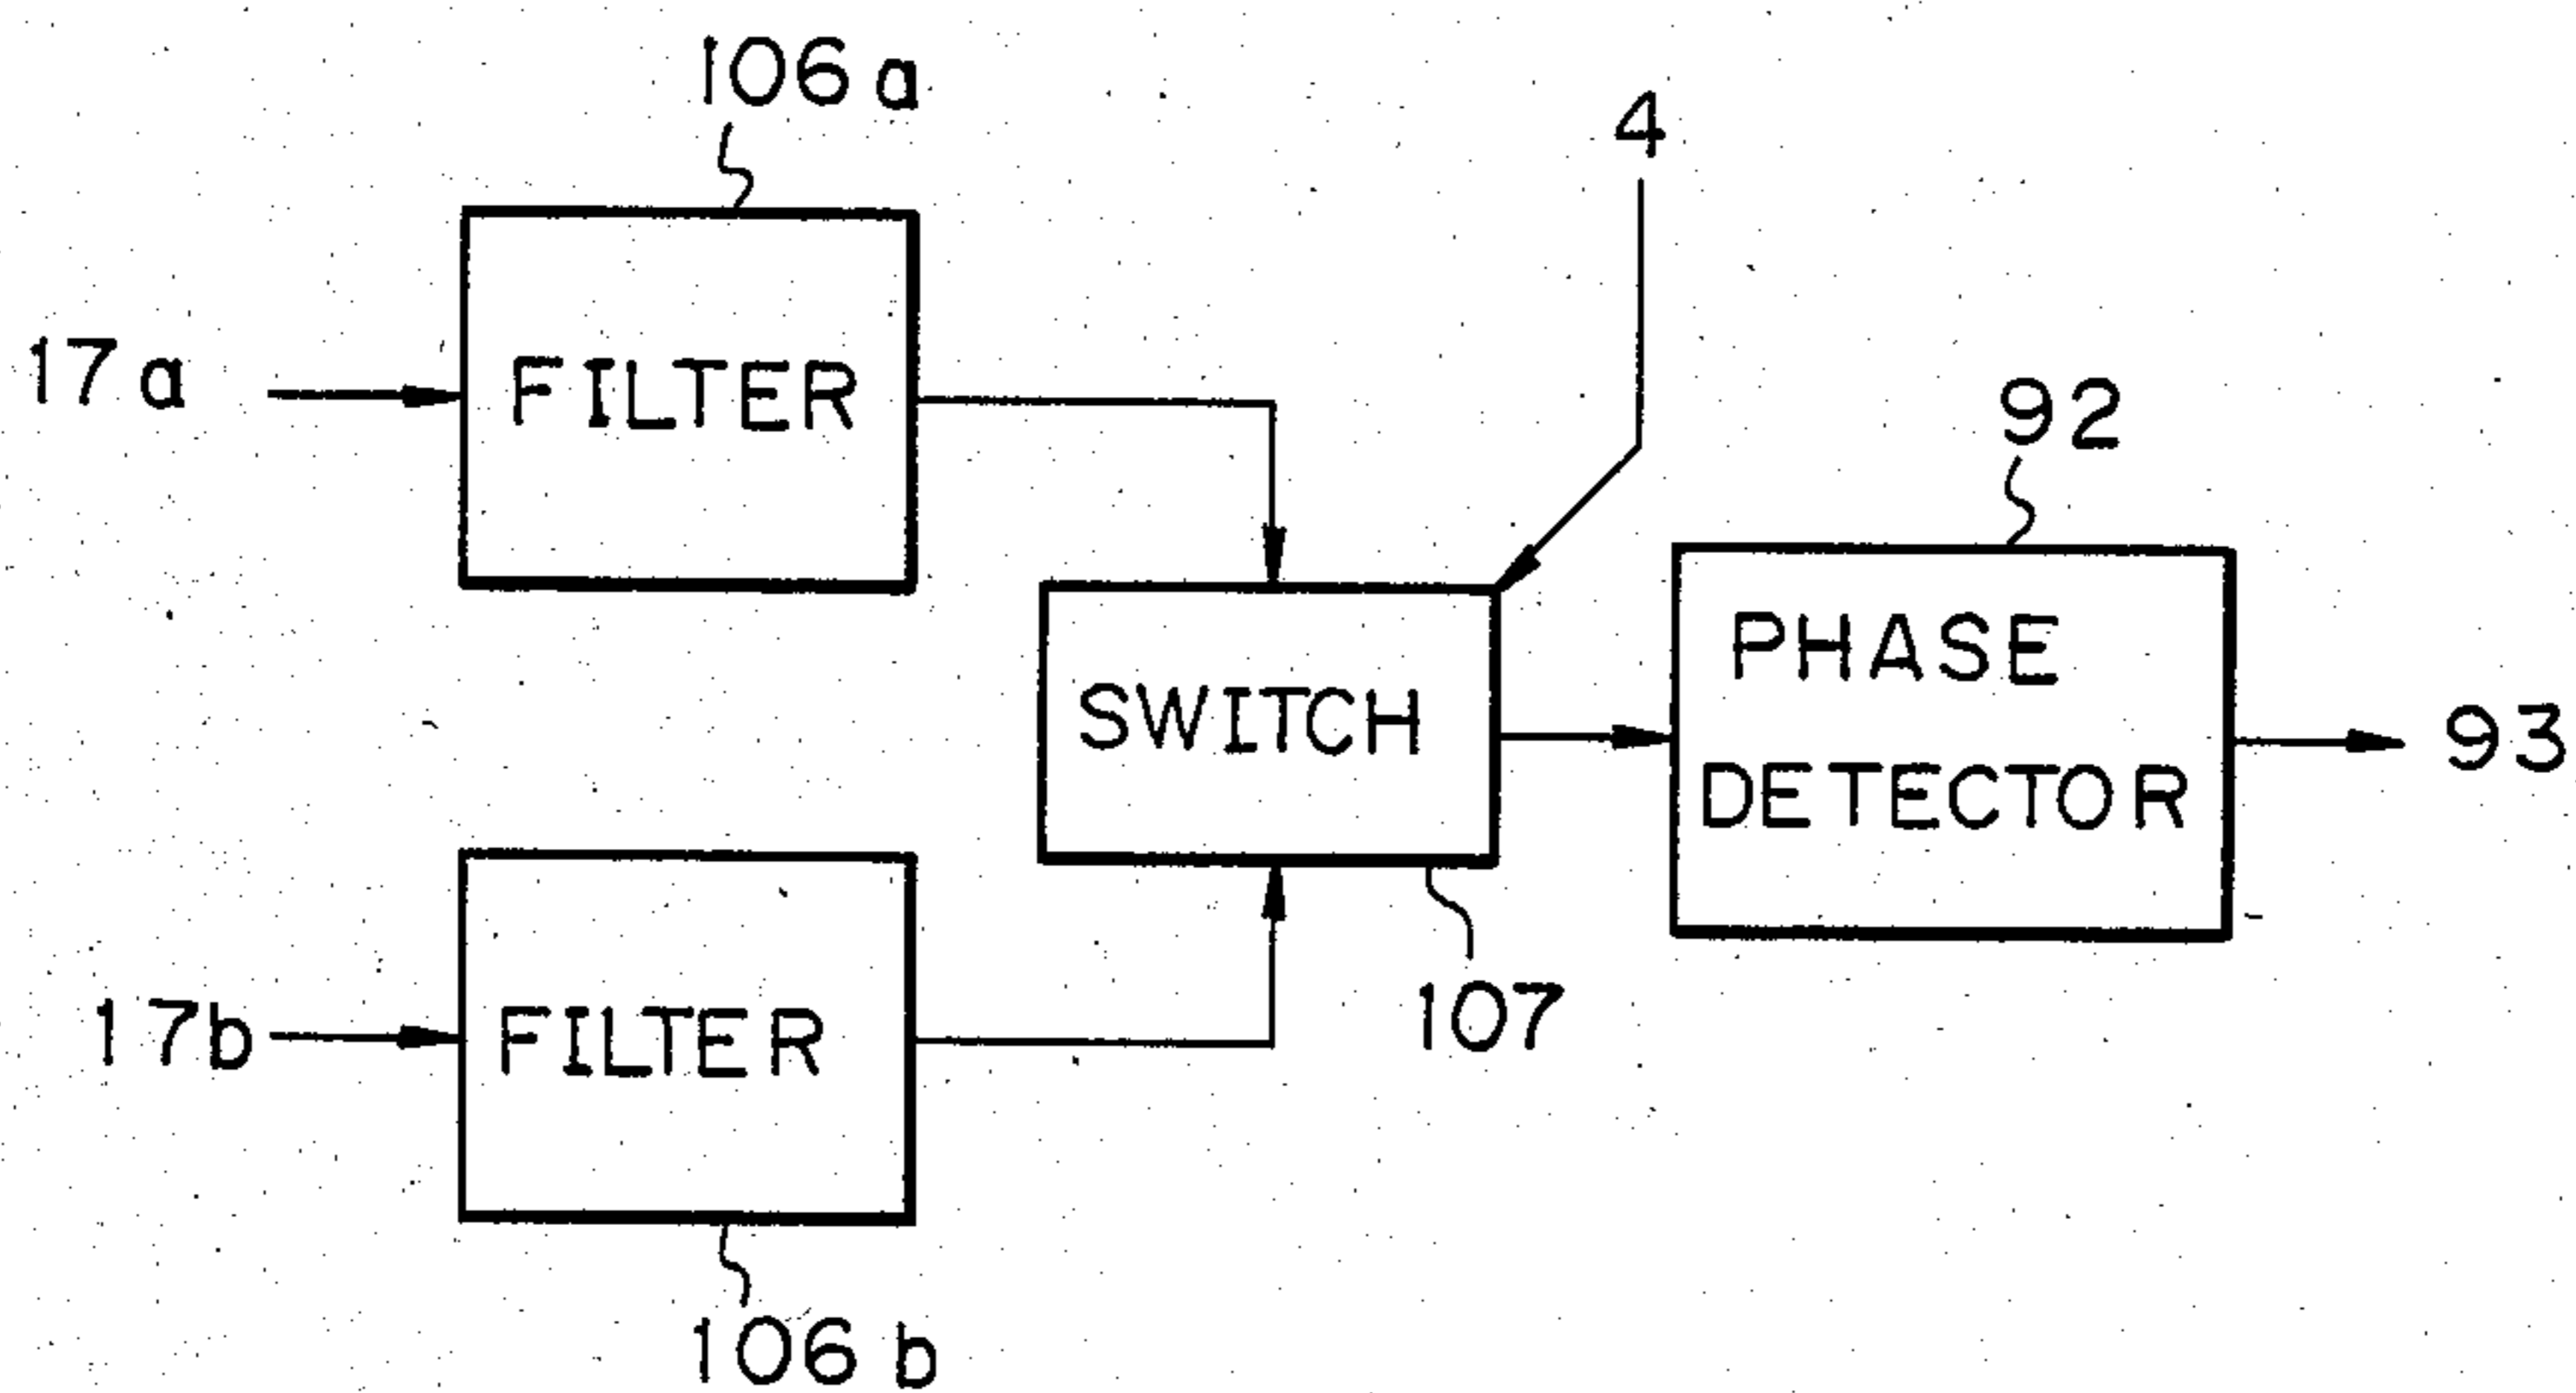 106a
4
17a
FILTER
92
SWITCH
PHASE
DETECTOR
93
17b
FILTER
107
106b